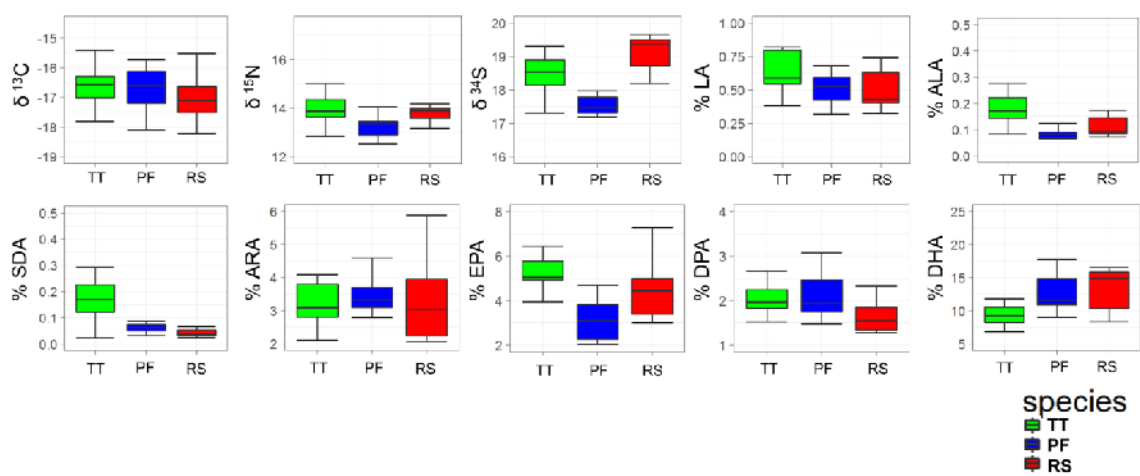 δ ¹³C
-15
-16
-17
-18
-19
TT PF RS
δ ¹⁵N
16
14
12
TT PF RS
δ ³⁴S
20
19
18
17
16
TT PF RS
% LA
1.00
0.75
0.50
0.25
0.00
TT PF RS
% ALA
0.5
0.4
0.3
0.2
0.1
0.0
TT PF RS
% SDA
0.5
0.4
0.3
0.2
0.1
0.0
TT PF RS
% ARA
6
5
4
3
2
TT PF RS
% EPA
8
6
4
2
TT PF RS
% DPA
4
3
2
1
TT PF RS
% DHA
25
20
15
10
5
TT PF RS
species
TT
PF
RS